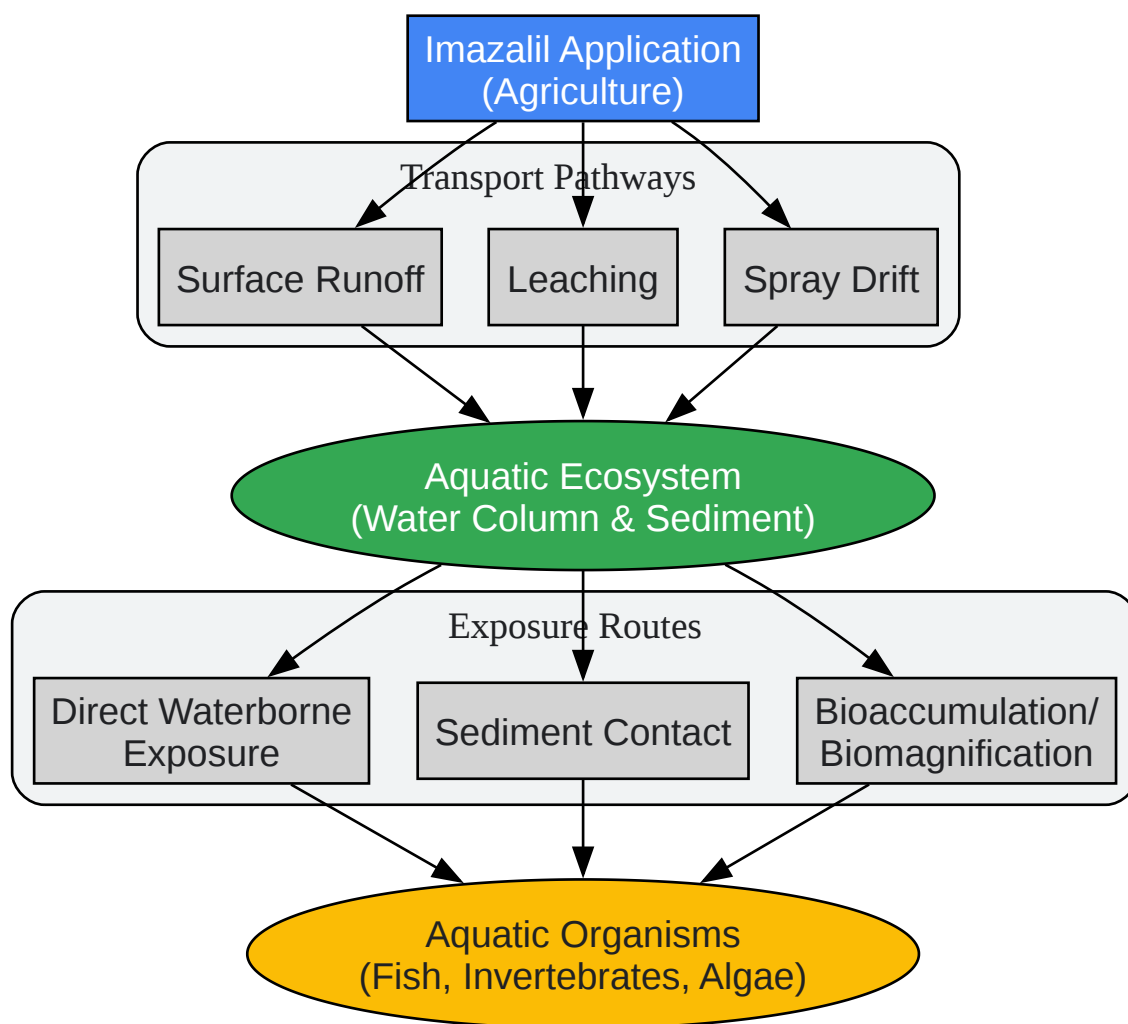 Imazalil Application
(Agriculture)
Transport Pathways
Surface Runoff
Leaching
Spray Drift
Aquatic Ecosystem
(Water Column & Sediment)
Exposure Routes
Direct Waterborne
Exposure
Sediment Contact
Bioaccumulation/
Biomagnification
Aquatic Organisms
(Fish, Invertebrates, Algae)